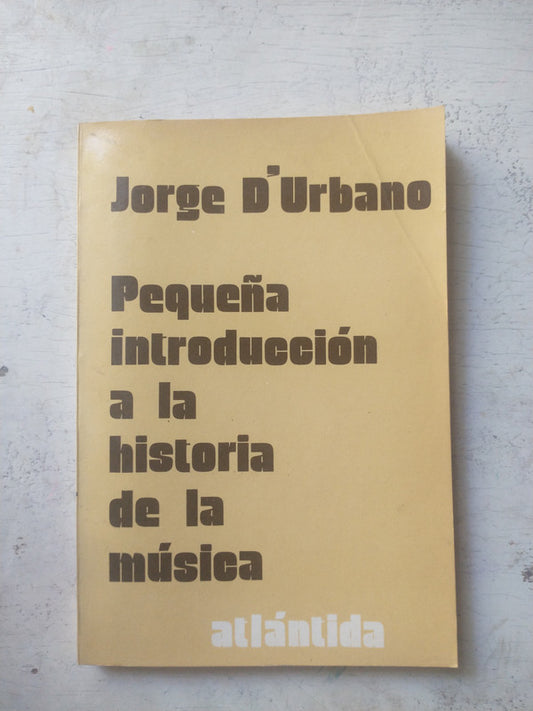 Jorge D'Urbano
Pequeña
introducción
a la
historia
de la
música
atlántida